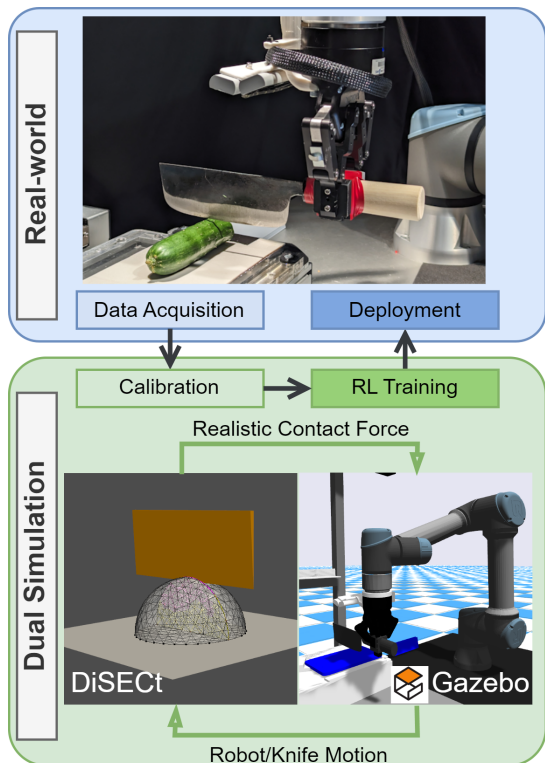 Real-world
Data Acquisition
Deployment
Calibration
RL Training
Realistic Contact Force
Dual Simulation
DiSECt
Gazebo
Robot/Knife Motion